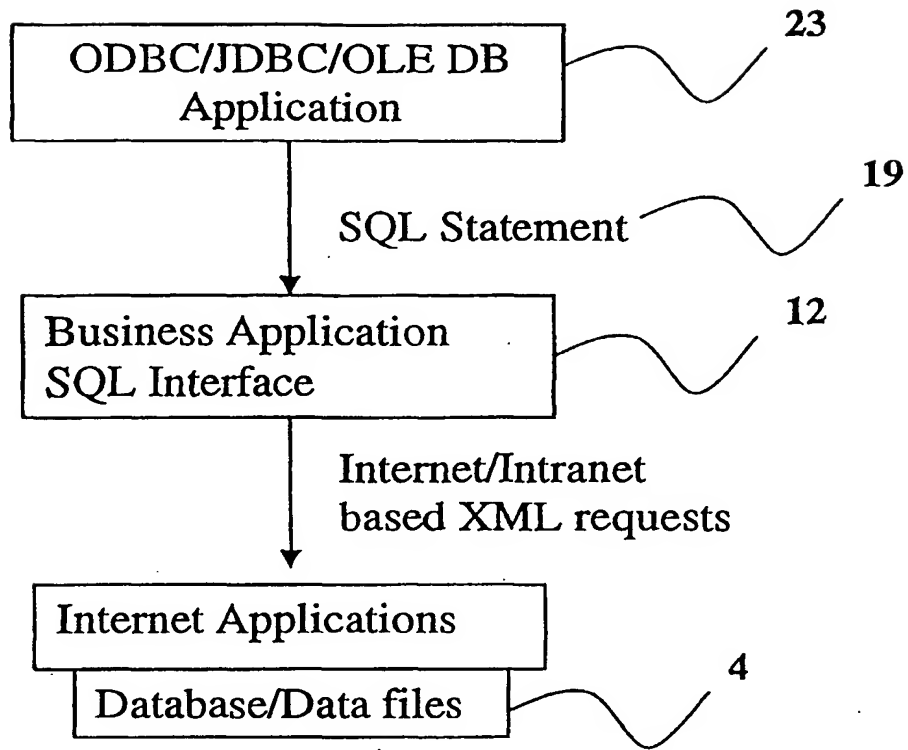 23
ODBC/JDBC/OLE DB
Application
19
SQL Statement
12
Business Application
SQL Interface
Internet/Intranet
based XML requests
Internet Applications
4
Database/Data files